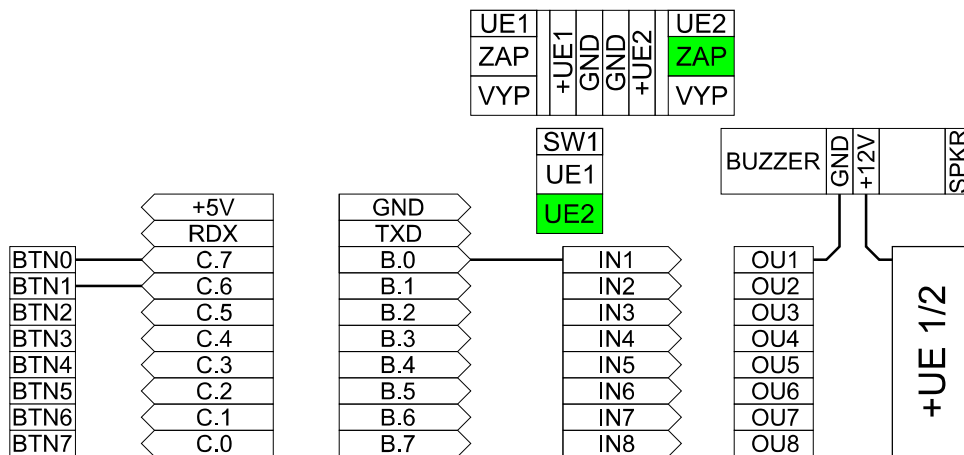 UE1 +UE1 GND GND +UE2 UE2
ZAP ZAP
VYP VYP
SW1
UE1
UE2
BUZZER GND +12V SPKR
+5V GND
RDX TXD
BTN0 C.7 B.0 IN1 OU1
BTN1 C.6 B.1 IN2 OU2
BTN2 C.5 B.2 IN3 OU3
BTN3 C.4 B.3 IN4 OU4
BTN4 C.3 B.4 IN5 OU5
BTN5 C.2 B.5 IN6 OU6
BTN6 C.1 B.6 IN7 OU7
BTN7 C.0 B.7 IN8 OU8
+UE 1/2